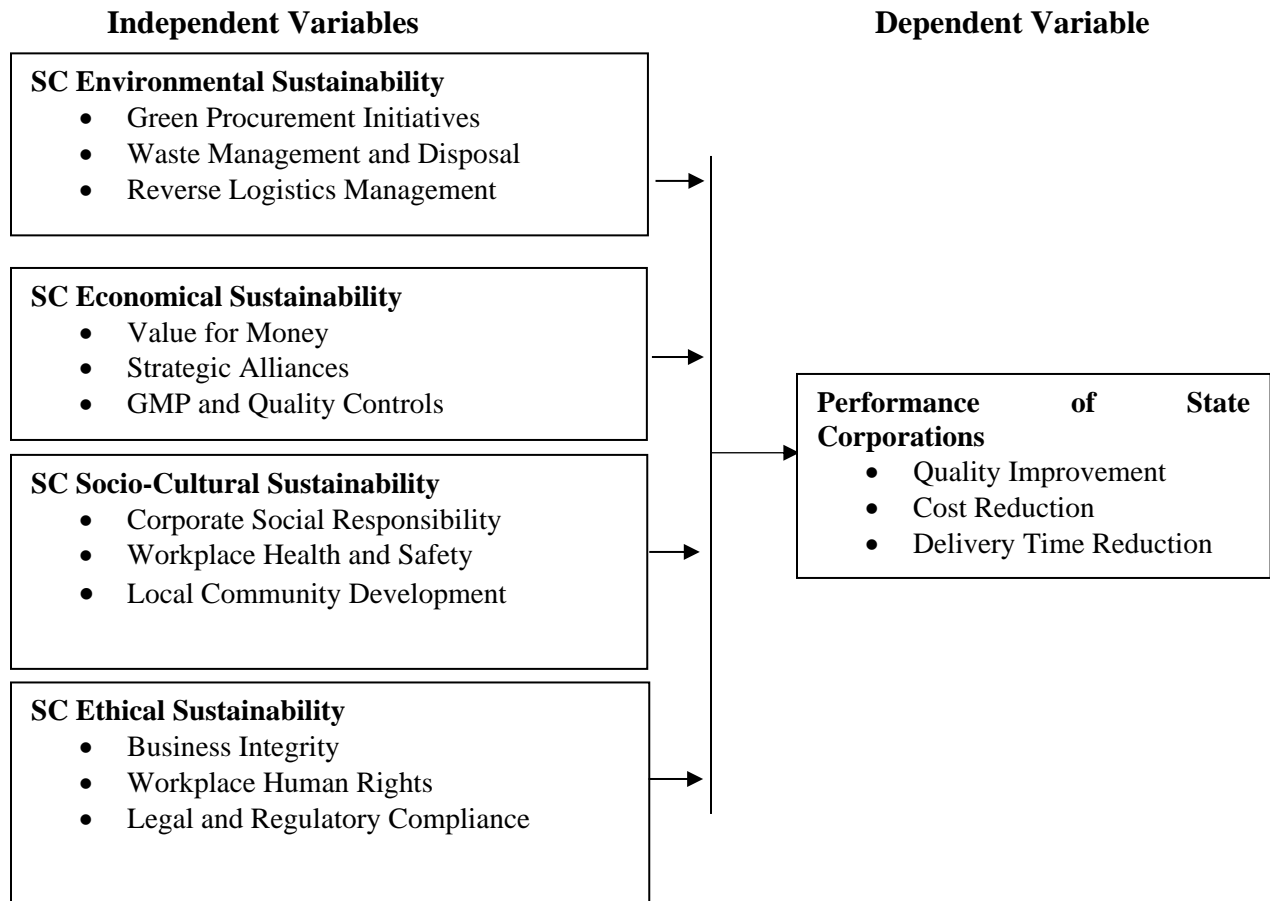 Independent Variables
Dependent Variable
SC Environmental Sustainability
• Green Procurement Initiatives
• Waste Management and Disposal
• Reverse Logistics Management
SC Economical Sustainability
• Value for Money
• Strategic Alliances
• GMP and Quality Controls
SC Socio-Cultural Sustainability
• Corporate Social Responsibility
• Workplace Health and Safety
• Local Community Development
SC Ethical Sustainability
• Business Integrity
• Workplace Human Rights
• Legal and Regulatory Compliance
Performance of State
Corporations
• Quality Improvement
• Cost Reduction
• Delivery Time Reduction